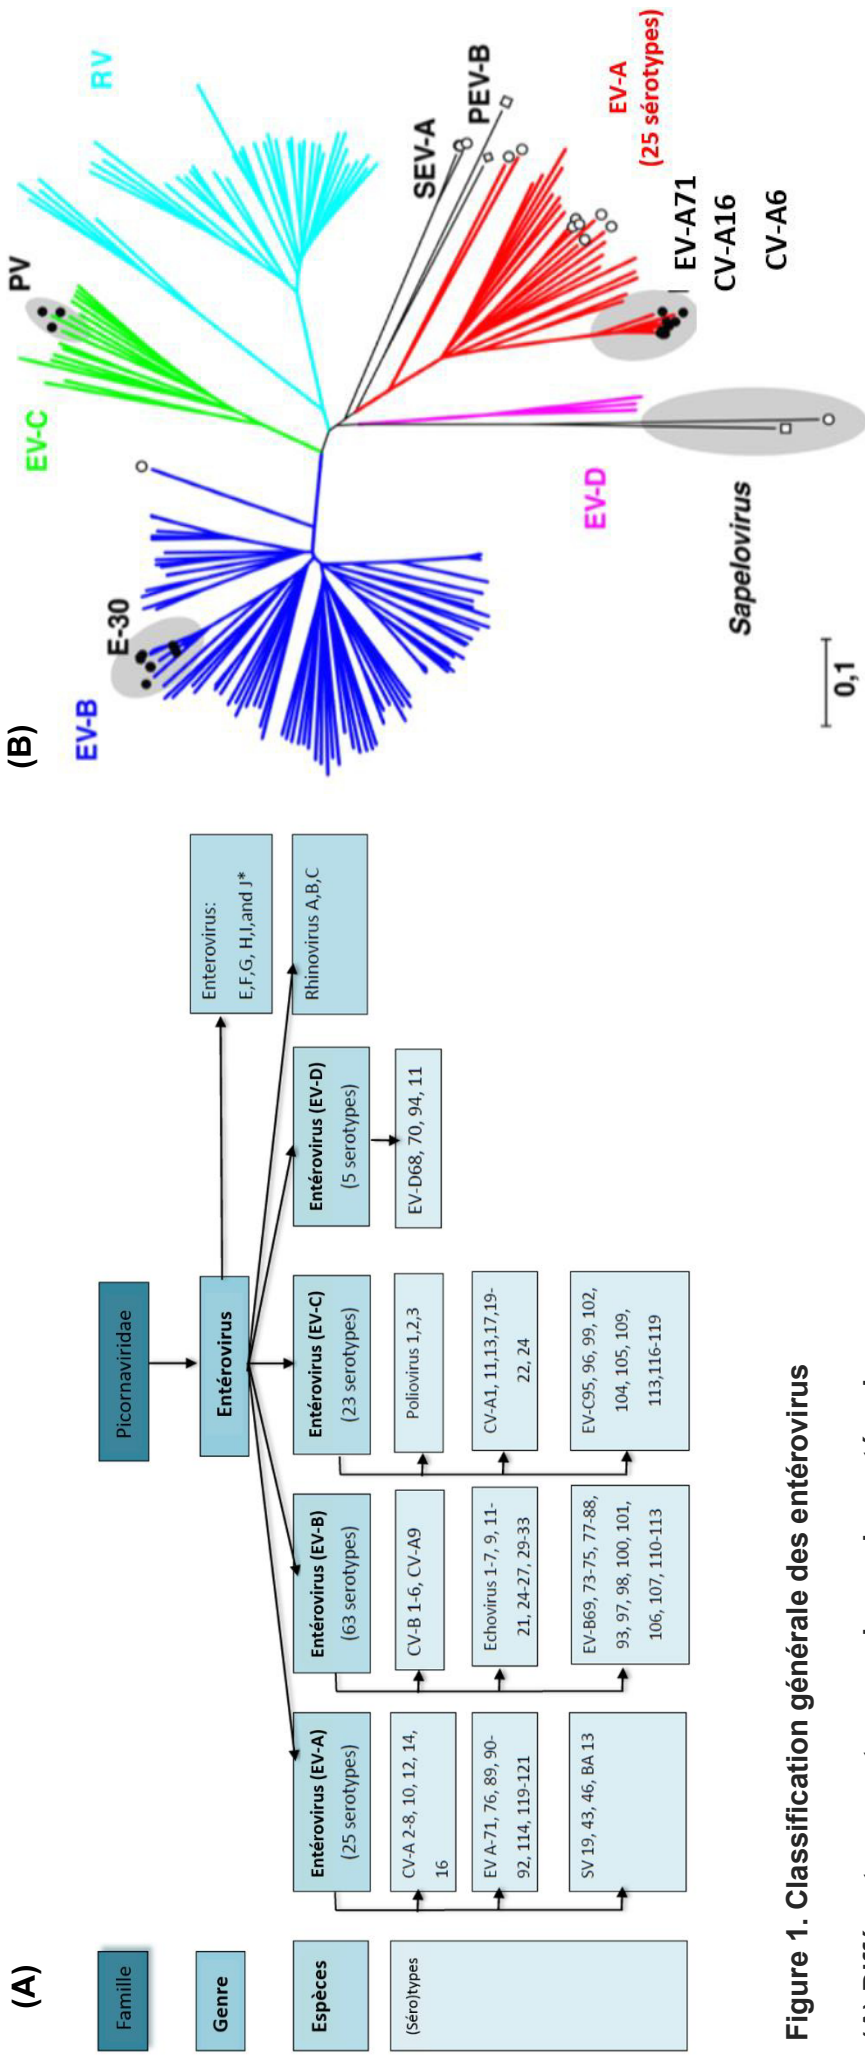 (A)
Famille
Genre
Espèces
(Séro)types
Picornaviridae
Entérovirus
Enterovirus:
E,F,G, H,I,and J*
Entérovirus (EV-A)
(25 serotypes)
Entérovirus (EV-B)
(63 serotypes)
Entérovirus (EV-C)
(23 serotypes)
Entérovirus (EV-D)
(5 serotypes)
Rhinovirus A,B,C
CV-A 2-8, 10, 12, 14,
16
EV A-71, 76, 89, 90-
92, 114, 119-121
SV 19, 43, 46, BA 13
CV-B 1-6, CV-A9
Echovirus 1-7, 9, 11-
21, 24-27, 29-33
EV-B69, 73-75, 77-88,
93, 97, 98, 100, 101,
106, 107, 110-113
Poliovirus 1,2,3
CV-A1, 11,13,17,19-
22, 24
EV-C95, 96, 99, 102,
104, 105, 109,
113,116-119
EV-D68, 70, 94, 11
(B)
EV-B
E-30
EV-C
PV
RV
SEV-A
PEV-B
EV-A
(25 sérotypes)
EV-A71
CV-A16
CV-A6
EV-D
Sapelovirus
0,1
Figure 1. Classification générale des entérovirus